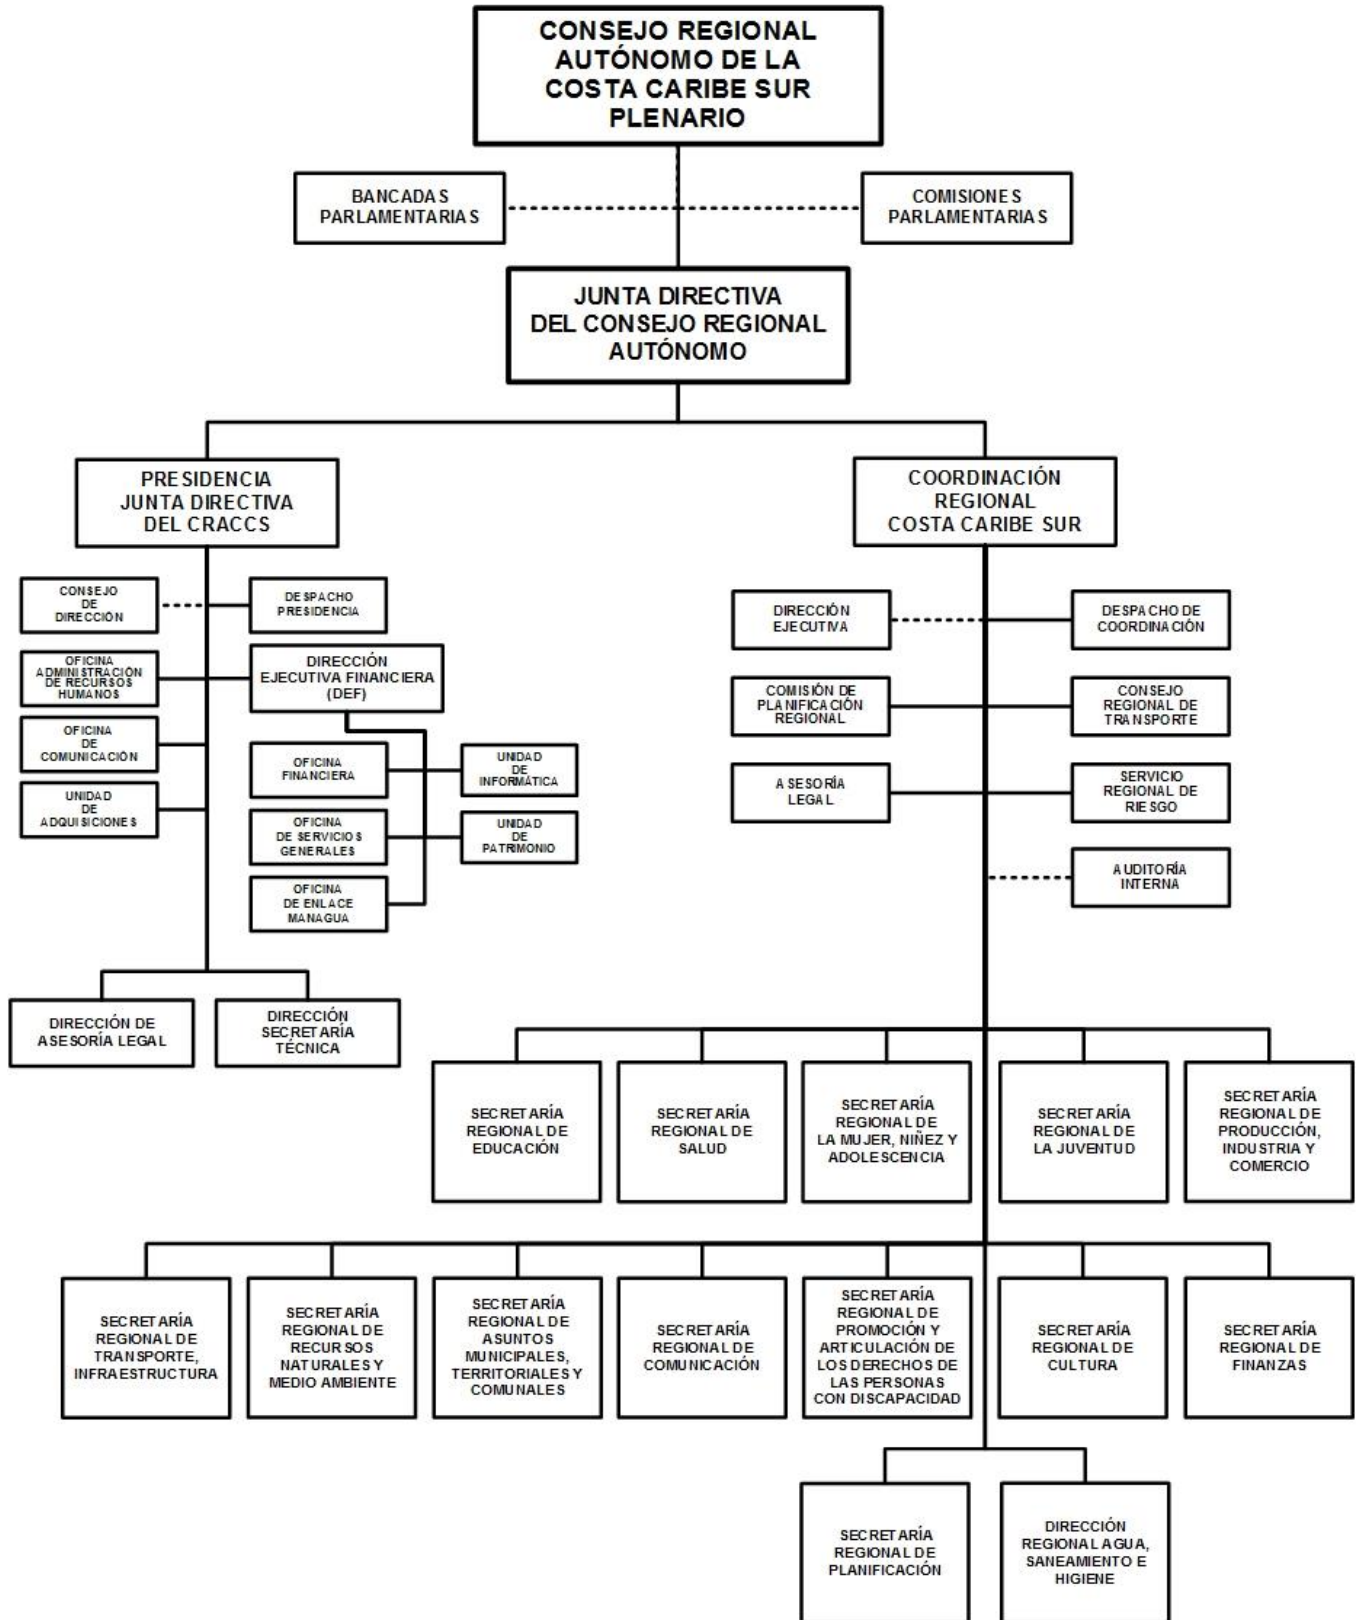 CONSEJO REGIONAL
AUTÓNOMO DE LA
COSTA CARIBE SUR
PLENARIO
BANCADAS
PARLAMENTARIAS
COMISIONES
PARLAMENTARIAS
JUNTA DIRECTIVA
DEL CONSEJO REGIONAL
AUTÓNOMO
PRESIDENCIA
JUNTA DIRECTIVA
DEL CRACCS
COORDINACIÓN
REGIONAL
COSTA CARIBE SUR
CONSEJO
DE
DIRECCIÓN
DESPACHO
PRESIDENCIA
OFICINA
ADMINISTRACIÓN
DE RECURSOS
HUMANOS
DIRECCIÓN
EJECUTIVA FINANCIERA
(DEF)
OFICINA
DE
COMUNICACIÓN
UNIDAD
DE
ADQUISICIONES
OFICINA
FINANCIERA
UNIDAD
DE
INFORMÁTICA
OFICINA
DE SERVICIOS
GENERALES
UNIDAD
DE
PATRIMONIO
OFICINA
DE ENLACE
MANAGUA
DIRECCIÓN DE
ASESORÍA LEGAL
DIRECCIÓN
SECRETARÍA
TÉCNICA
DIRECCIÓN
EJECUTIVA
DESPACHO DE
COORDINACIÓN
COMISIÓN DE
PLANIFICACIÓN
REGIONAL
CONSEJO
REGIONAL DE
TRANSPORTE
ASESORÍA
LEGAL
SERVICIO
REGIONAL DE
RIESGO
AUDITORÍA
INTERNA
SECRETARÍA
REGIONAL DE
EDUCACIÓN
SECRETARÍA
REGIONAL DE
SALUD
SECRETARÍA
REGIONAL DE
LA MUJER, NIÑEZ Y
ADOLESCENCIA
SECRETARÍA
REGIONAL DE
LA JUVENTUD
SECRETARÍA
REGIONAL DE
PRODUCCIÓN,
INDUSTRIA Y
COMERCIO
SECRETARÍA
REGIONAL DE
TRANSPORTE,
INFRAESTRUCTURA
SECRETARÍA
REGIONAL DE
RECURSOS
NATURALES Y
MEDIO AMBIENTE
SECRETARÍA
REGIONAL DE
ASUNTOS
MUNICIPALES,
TERRITORIALES Y
COMUNALES
SECRETARÍA
REGIONAL DE
COMUNICACIÓN
SECRETARÍA
REGIONAL DE
PROMOCIÓN Y
ARTICULACIÓN DE
LOS DERECHOS DE
LAS PERSONAS
CON DISCAPACIDAD
SECRETARÍA
REGIONAL DE
CULTURA
SECRETARÍA
REGIONAL DE
FINANZAS
SECRETARÍA
REGIONAL DE
PLANIFICACIÓN
DIRECCIÓN
REGIONAL AGUA,
SANEAMIENTO E
HIGIENE